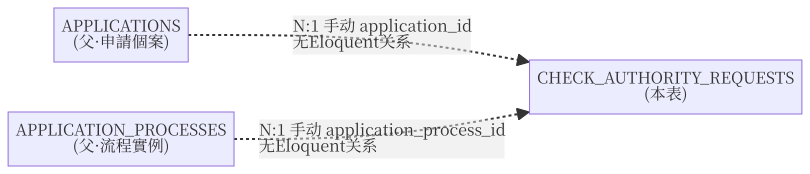 APPLICATIONS
(父·申請個案)
N:1 手动 application_id
无Eloquent关系
CHECK_AUTHORITY_REQUESTS
(本表)
APPLICATION_PROCESSES
(父·流程實例)
N:1 手动 application_process_id
无Eloquent关系